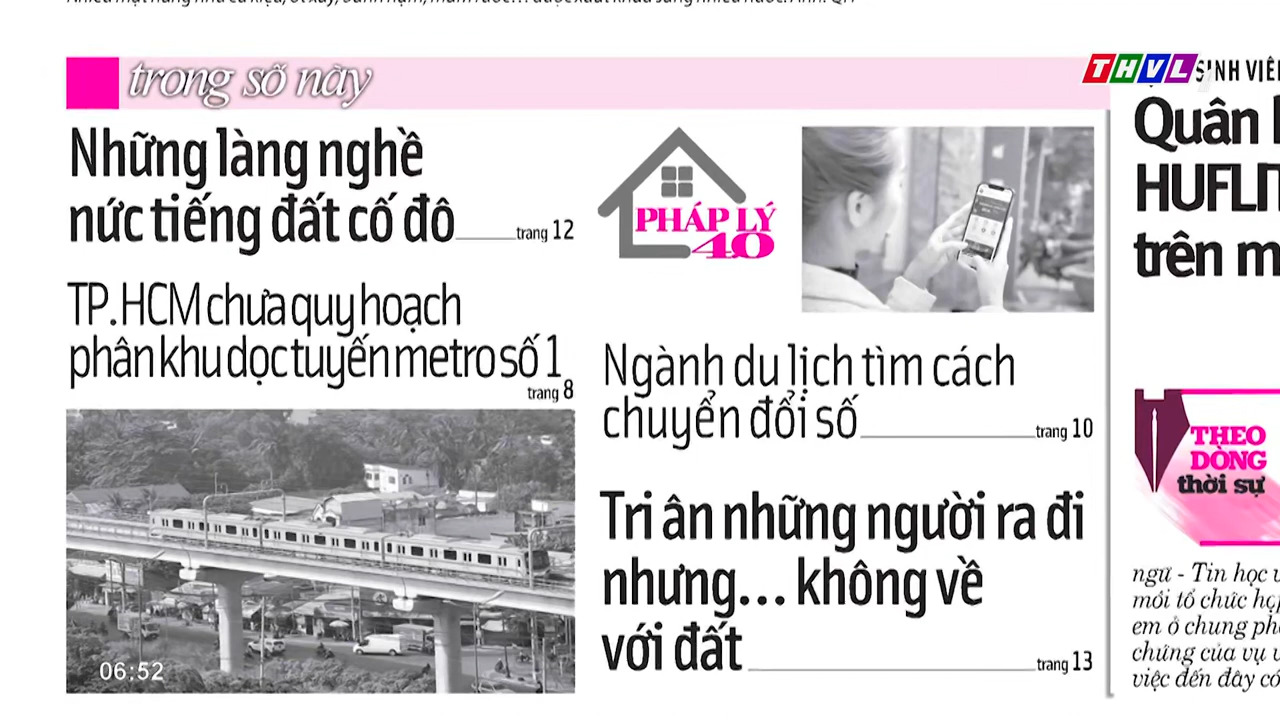 trong số này
Những làng nghề
nức tiếng đất cố đô trang 12
TP.HCM chưa quy hoạch
phân khu dọc tuyến metro số 1
trang 8
06:52
PHÁP LÝ
4.0
Ngành du lịch tìm cách
chuyển đổi số trang 10
Tri ân những người ra đi
nhưng... không về
với đất trang 13
THVL
SINH VIÊ
Quân
HUFLIT
trên
THEO
DÒNG
thời sự
ngữ - Tin học
mới tổ chức
em ở chung
chứng của vụ
việc đến đây có